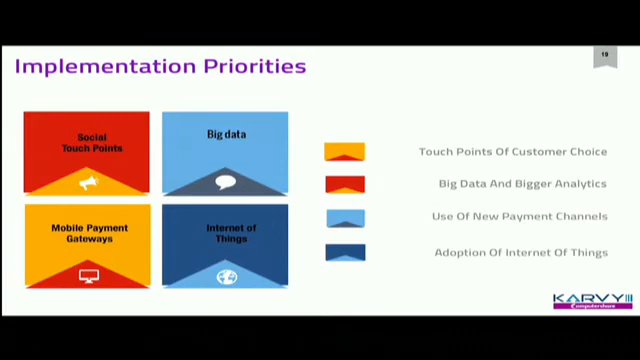 19
Implementation Priorities
Social
Touch Points
Big data
Mobile Payment
Gateways
Internet of
Things
Touch Points Of Customer Choice
Big Data And Bigger Analytics
Use Of New Payment Channels
Adoption Of Internet Of Things
KARVY
Computershare